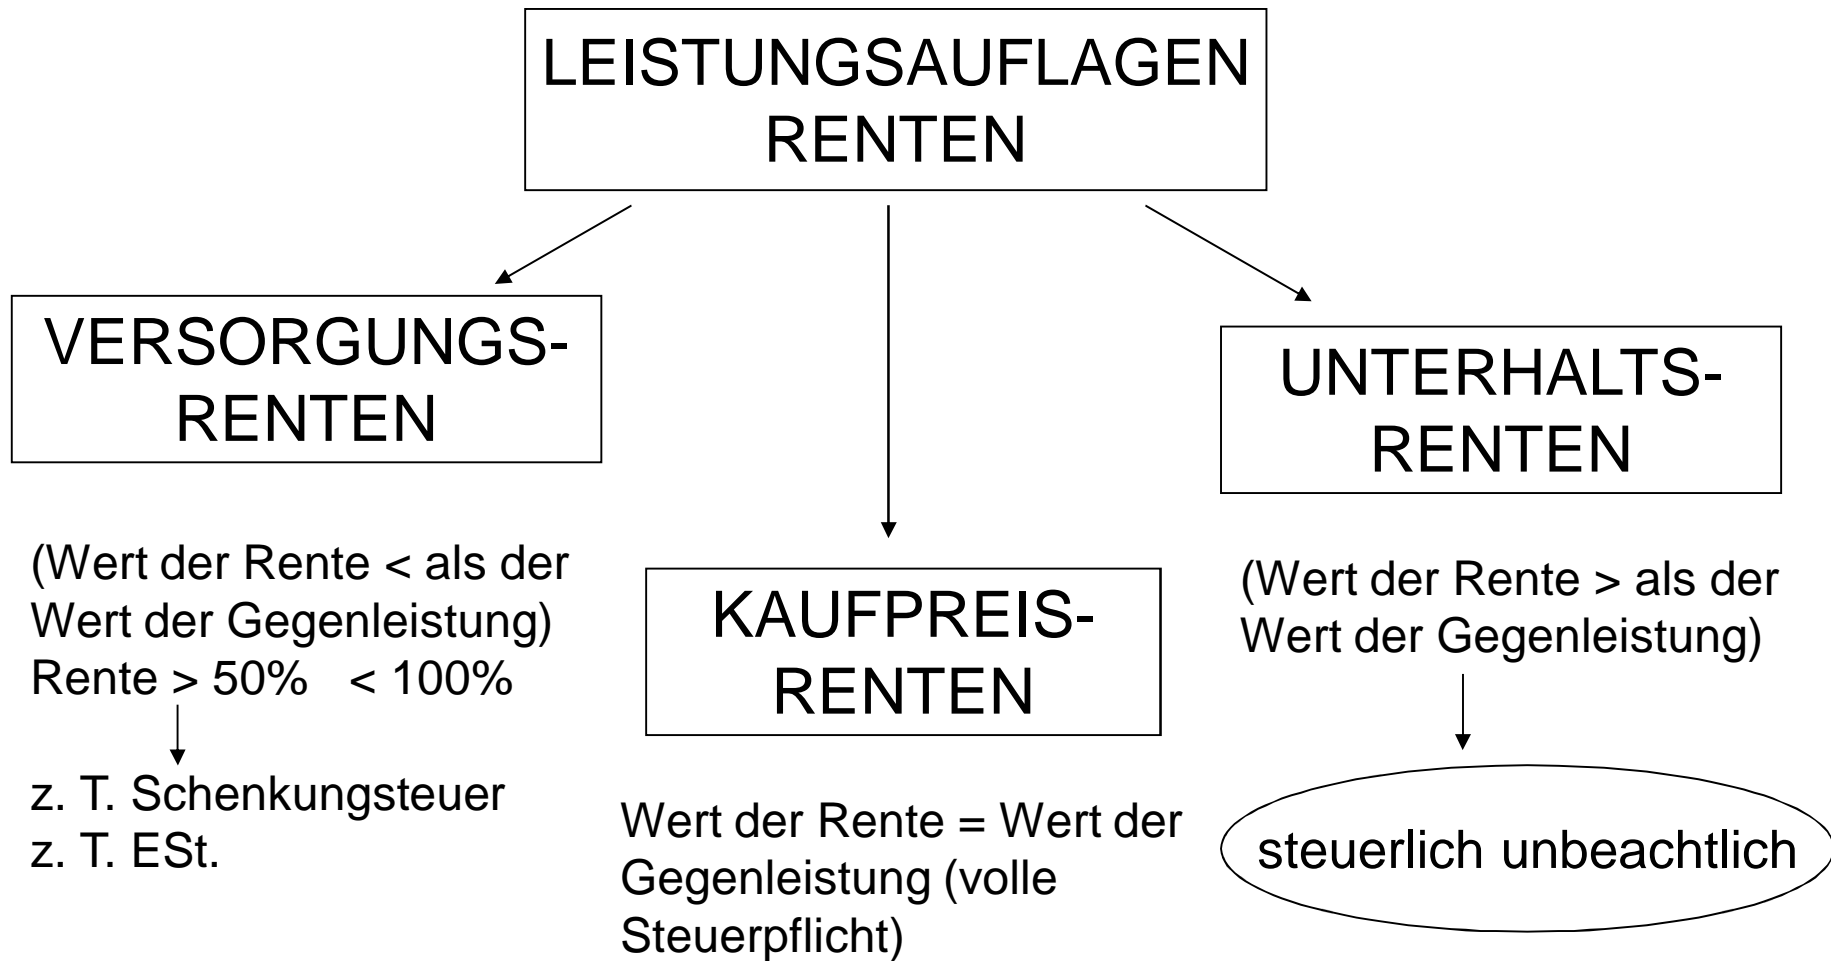 LEISTUNGSAUFLAGEN
RENTEN
VERSORGUNGS-
RENTEN
(Wert der Rente < als der
Wert der Gegenleistung)
Rente > 50% < 100%
z. T. Schenkungsteuer
z. T. ESt.
KAUFPREIS-
RENTEN
Wert der Rente = Wert der
Gegenleistung (volle
Steuerpflicht)
UNTERHALTS-
RENTEN
(Wert der Rente > als der
Wert der Gegenleistung)
steuerlich unbeachtlich